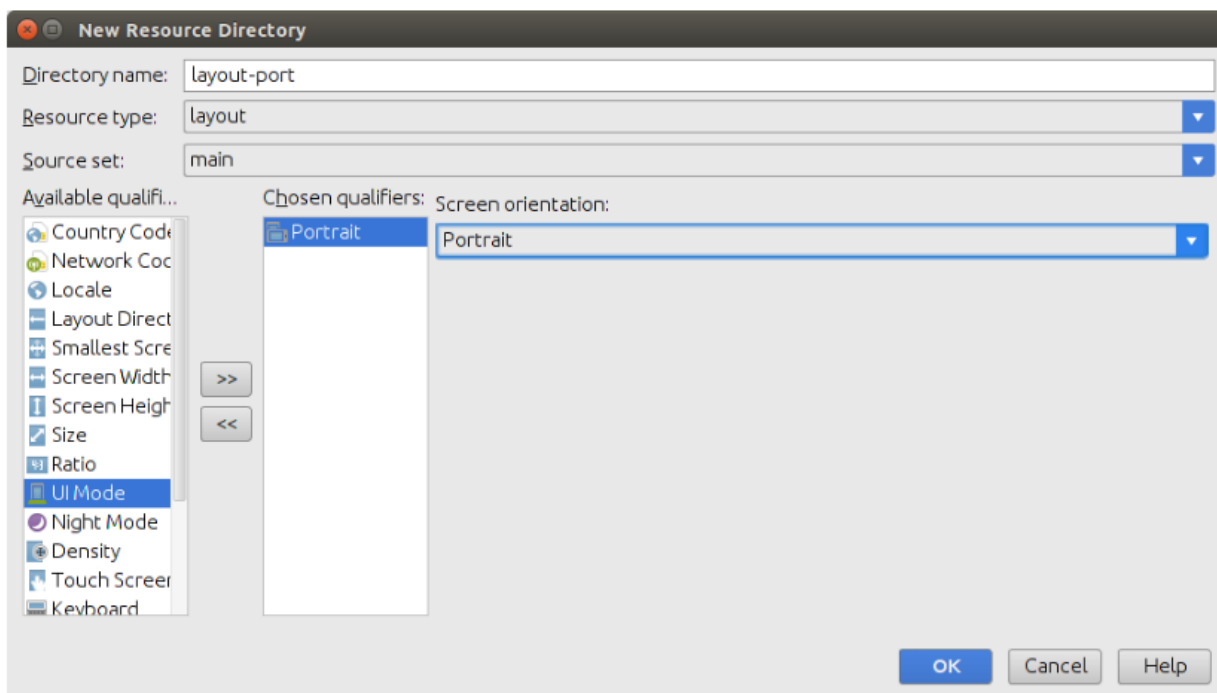 New Resource Directory
Directory name: layout-port
Resource type: layout
Source set: main
Available qualifi...
Country Code
Network Coc
Locale
Layout Direct
Smallest Scre
Screen Width
Screen Heigh
Size
Ratio
UI Mode
Night Mode
Density
Touch Screer
Keyboard
>>
<<
Chosen qualifiers:
Portrait
Screen orientation:
Portrait
OK Cancel Help